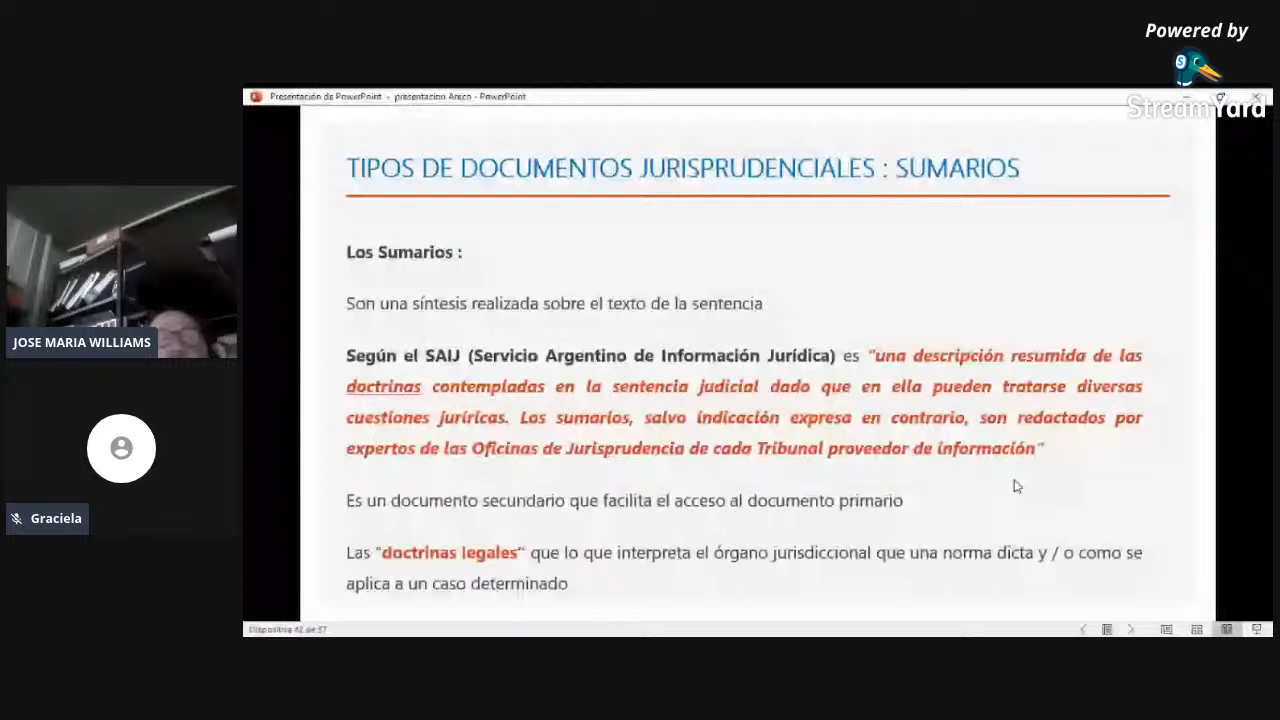 Powered by
StreamYard
Presentación de PowerPoint - presentacion Areco - PowerPoint
TIPOS DE DOCUMENTOS JURISPRUDENCIALES : SUMARIOS
Los Sumarios :
Son una síntesis realizada sobre el texto de la sentencia
Según el SAIJ (Servicio Argentino de Información Jurídica) es "una descripción resumida de las
doctrinas contempladas en la sentencia judicial dado que en ella pueden tratarse diversas
cuestiones juríricas. Los sumarios, salvo indicación expresa en contrario, son redactados por
expertos de las Oficinas de Jurisprudencia de cada Tribunal proveedor de información"
Es un documento secundario que facilita el acceso al documento primario
Las "doctrinas legales" que lo que interpreta el órgano jurisdiccional que una norma dicta y / o como se
aplica a un caso determinado
Diapositiva 42 de 57
JOSE MARIA WILLIAMS
Graciela